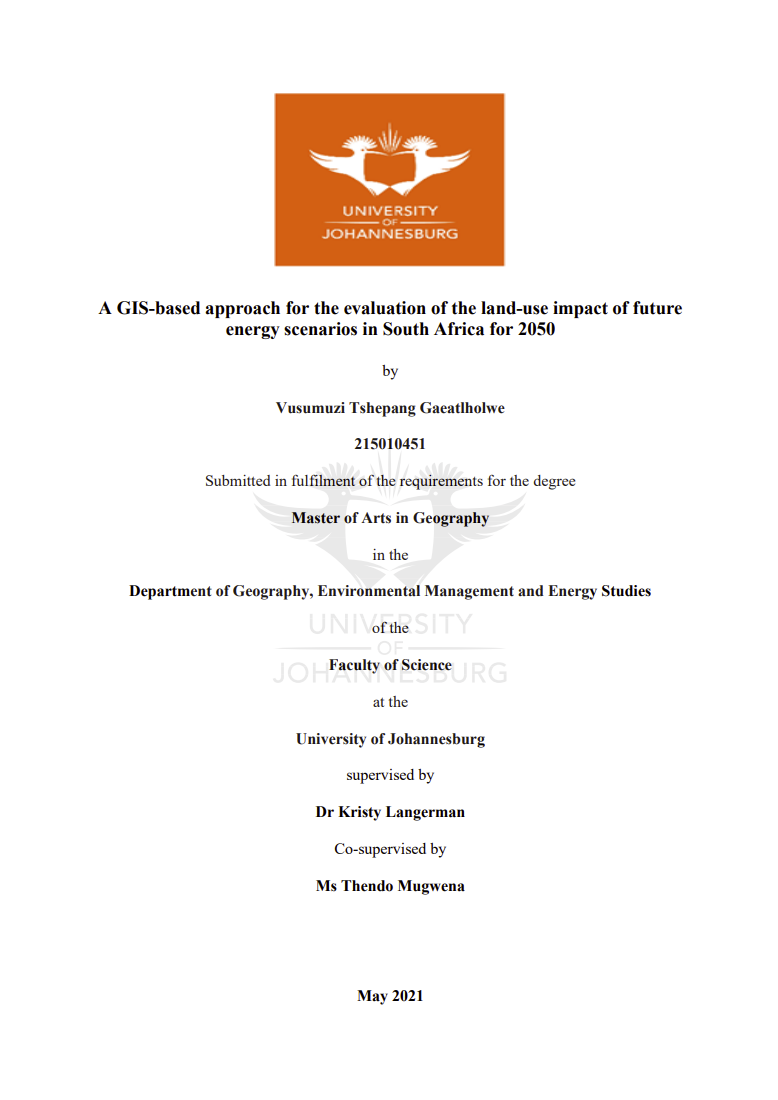 UNIVERSITY
OF
JOHANNESBURG
A GIS-based approach for the evaluation of the land-use impact of future
energy scenarios in South Africa for 2050
by
Vusumuzi Tshepang Gaeatlholwe
215010451
Submitted in fulfilment of the requirements for the degree
Master of Arts in Geography
in the
Department of Geography, Environmental Management and Energy Studies
UNIVERSITY
of the
OF
Faculty of Science
JOHANNESBURG
at the
University of Johannesburg
supervised by
Dr Kristy Langerman
Co-supervised by
Ms Thendo Mugwena
May 2021